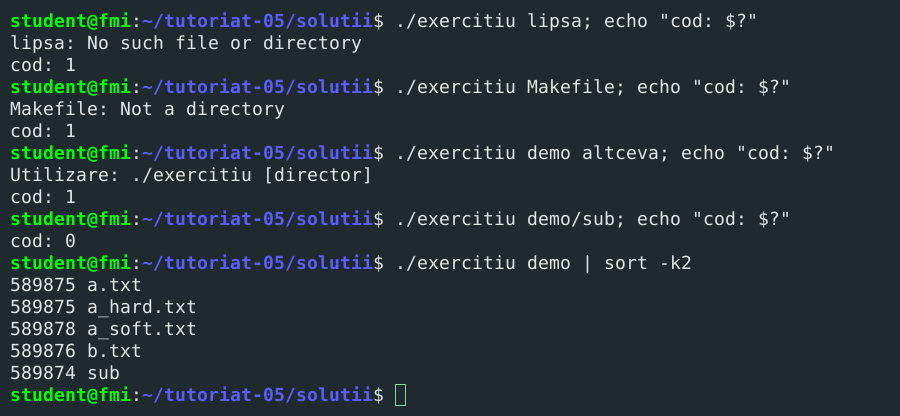 student@fmi:~/tutoriat-05/solutii$ ./exercitiu lipsa; echo "cod: $?"
lipsa: No such file or directory
cod: 1
student@fmi:~/tutoriat-05/solutii$ ./exercitiu Makefile; echo "cod: $?"
Makefile: Not a directory
cod: 1
student@fmi:~/tutoriat-05/solutii$ ./exercitiu demo altceva; echo "cod: $?"
Utilizare: ./exercitiu [director]
cod: 1
student@fmi:~/tutoriat-05/solutii$ ./exercitiu demo/sub; echo "cod: $?"
cod: 0
student@fmi:~/tutoriat-05/solutii$ ./exercitiu demo | sort -k2
589875 a.txt
589875 a_hard.txt
589878 a_soft.txt
589876 b.txt
589874 sub
student@fmi:~/tutoriat-05/solutii$